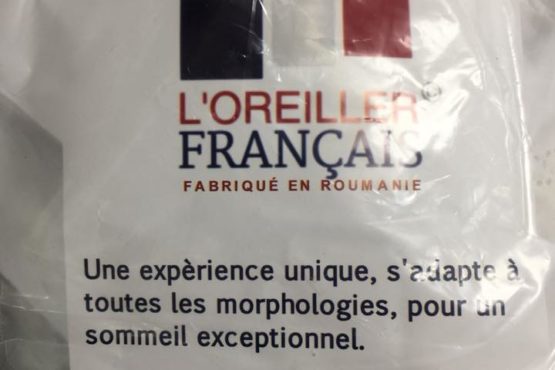 L'OREILLER©
FRANÇAIS
FABRIQUÉ EN ROUMANIE
Une expèrience unique, s'adapte à
toutes les morphologies, pour un
sommeil exceptionnel.